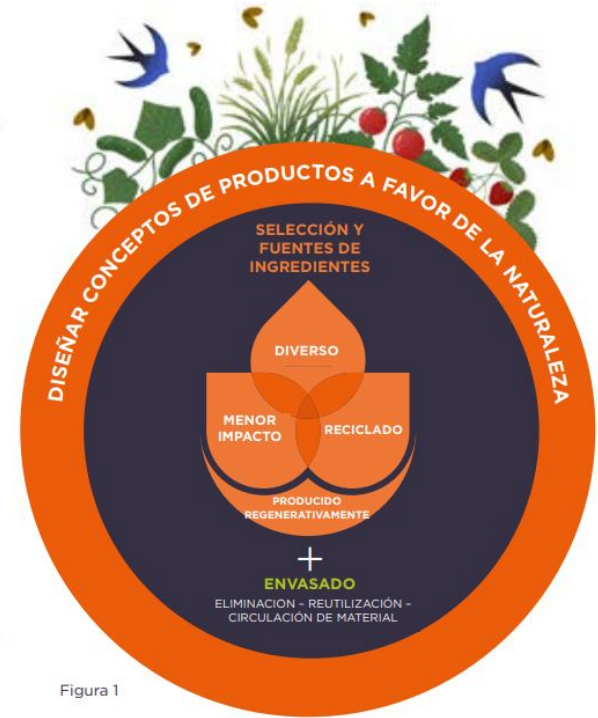 DISEÑAR CONCEPTOS DE PRODUCTOS A FAVOR DE LA NATURALEZA
SELECCIÓN Y
FUENTES DE
INGREDIENTES
DIVERSO
MENOR
IMPACTO
RECICLADO
PRODUCIDO
REGENERATIVAMENTE
+
ENVASADO
ELIMINACION – REUTILIZACIÓN –
CIRCULACIÓN DE MATERIAL
Figura 1